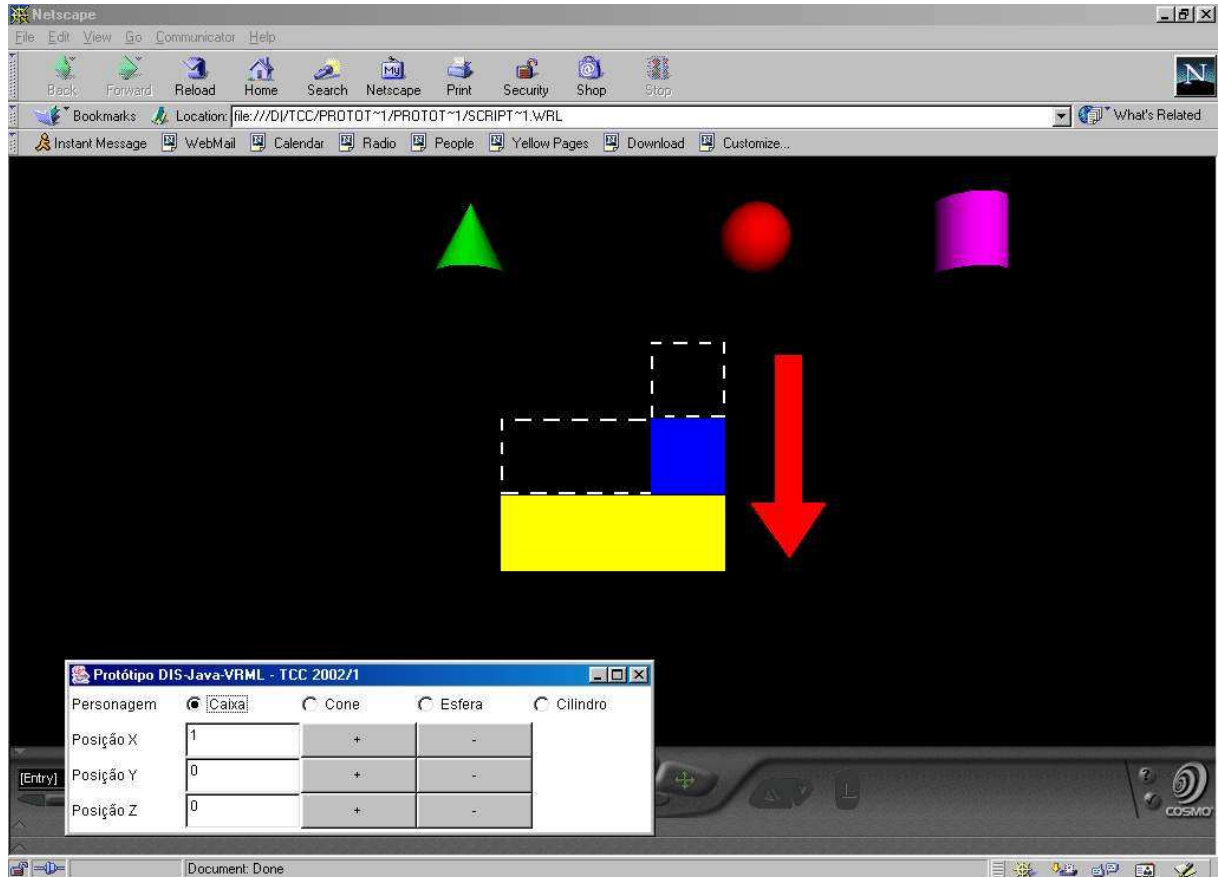 Netscape
File Edit View Go Communicator Help
Back Forward Reload Home Search Netscape Print Security Shop Stop
My
N
Bookmarks Location: file:///D|/TCC/PROTOT~1/PROTOT~1/SCRIPT~1.WRL What's Related
Instant Message WebMail Calendar Radio People Yellow Pages Download Customize...
Protótipo DIS-Java-VRML - TCC 2002/1
Personagem Caixa Cone Esfera Cilindro
Posição X 1 + -
Posição Y 0 + -
Posição Z 0 + -
[Entry]
?
COSMO
Document: Done